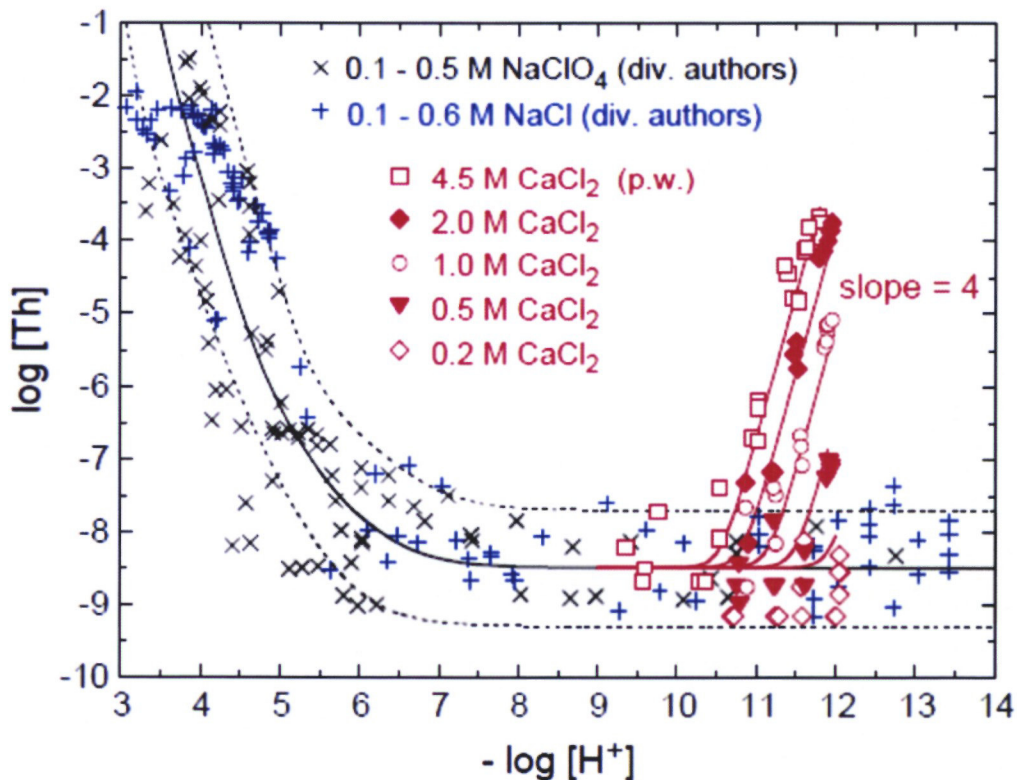 -1
-2
-3
-4
-5
-6
-7
-8
-9
-10
log [Th]
× 0.1 - 0.5 M NaClO₄ (div. authors)
+ 0.1 - 0.6 M NaCl (div. authors)
□ 4.5 M CaCl₂ (p.w.)
◆ 2.0 M CaCl₂
○ 1.0 M CaCl₂
▼ 0.5 M CaCl₂
◇ 0.2 M CaCl₂
slope = 4
3 4 5 6 7 8 9 10 11 12 13 14
- log [H⁺]